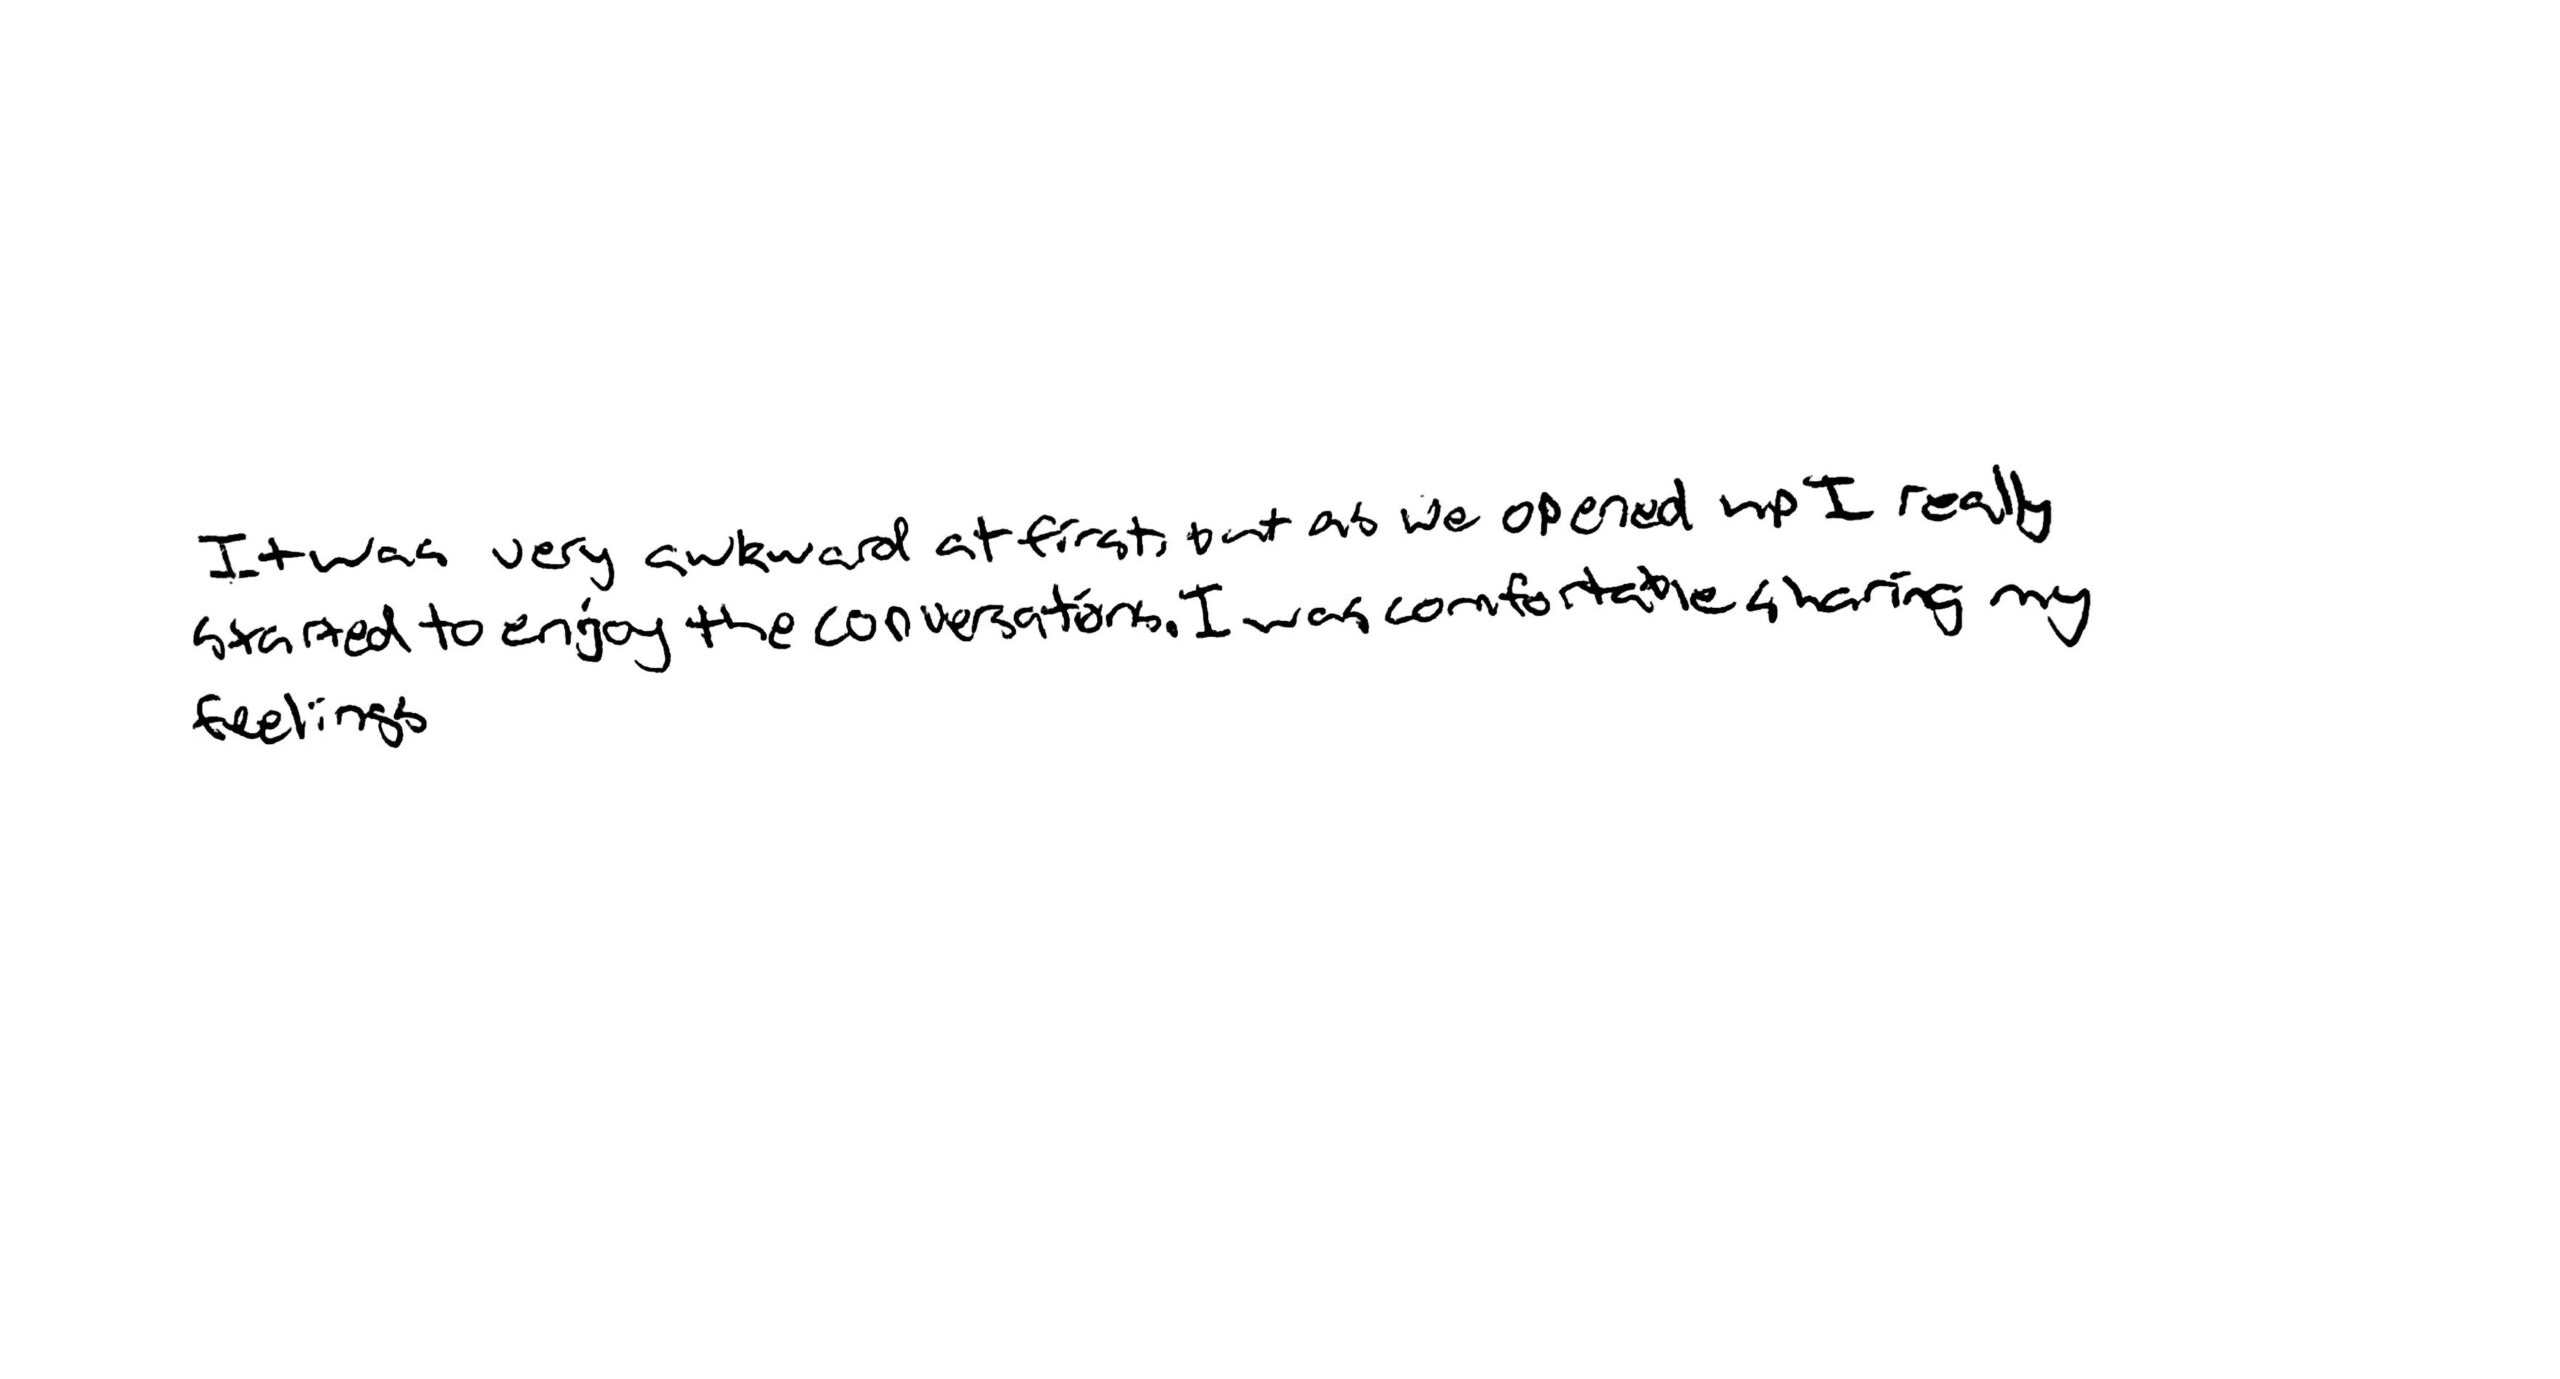 It was very awkward at first, but as we opened up I really
started to enjoy the conversations. I was comfortable sharing my
feelings